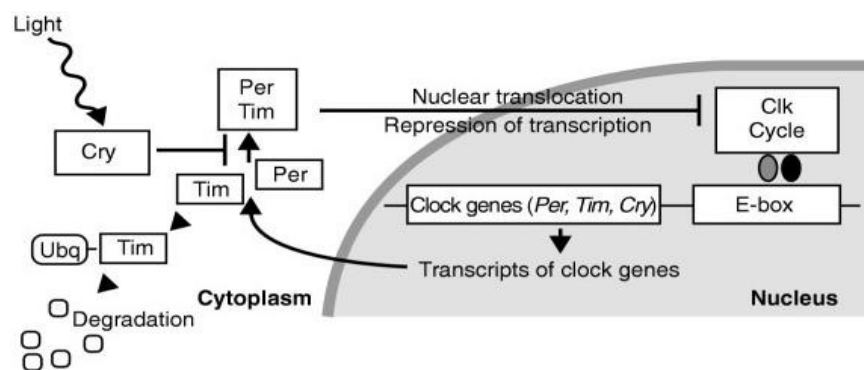 Light
Per
Tim
Nuclear translocation
Repression of transcription
Clk
Cycle
Cry
Tim
Per
Clock genes (Per, Tim, Cry)
E-box
Ubq
Tim
Transcripts of clock genes
Cytoplasm
Nucleus
Degradation